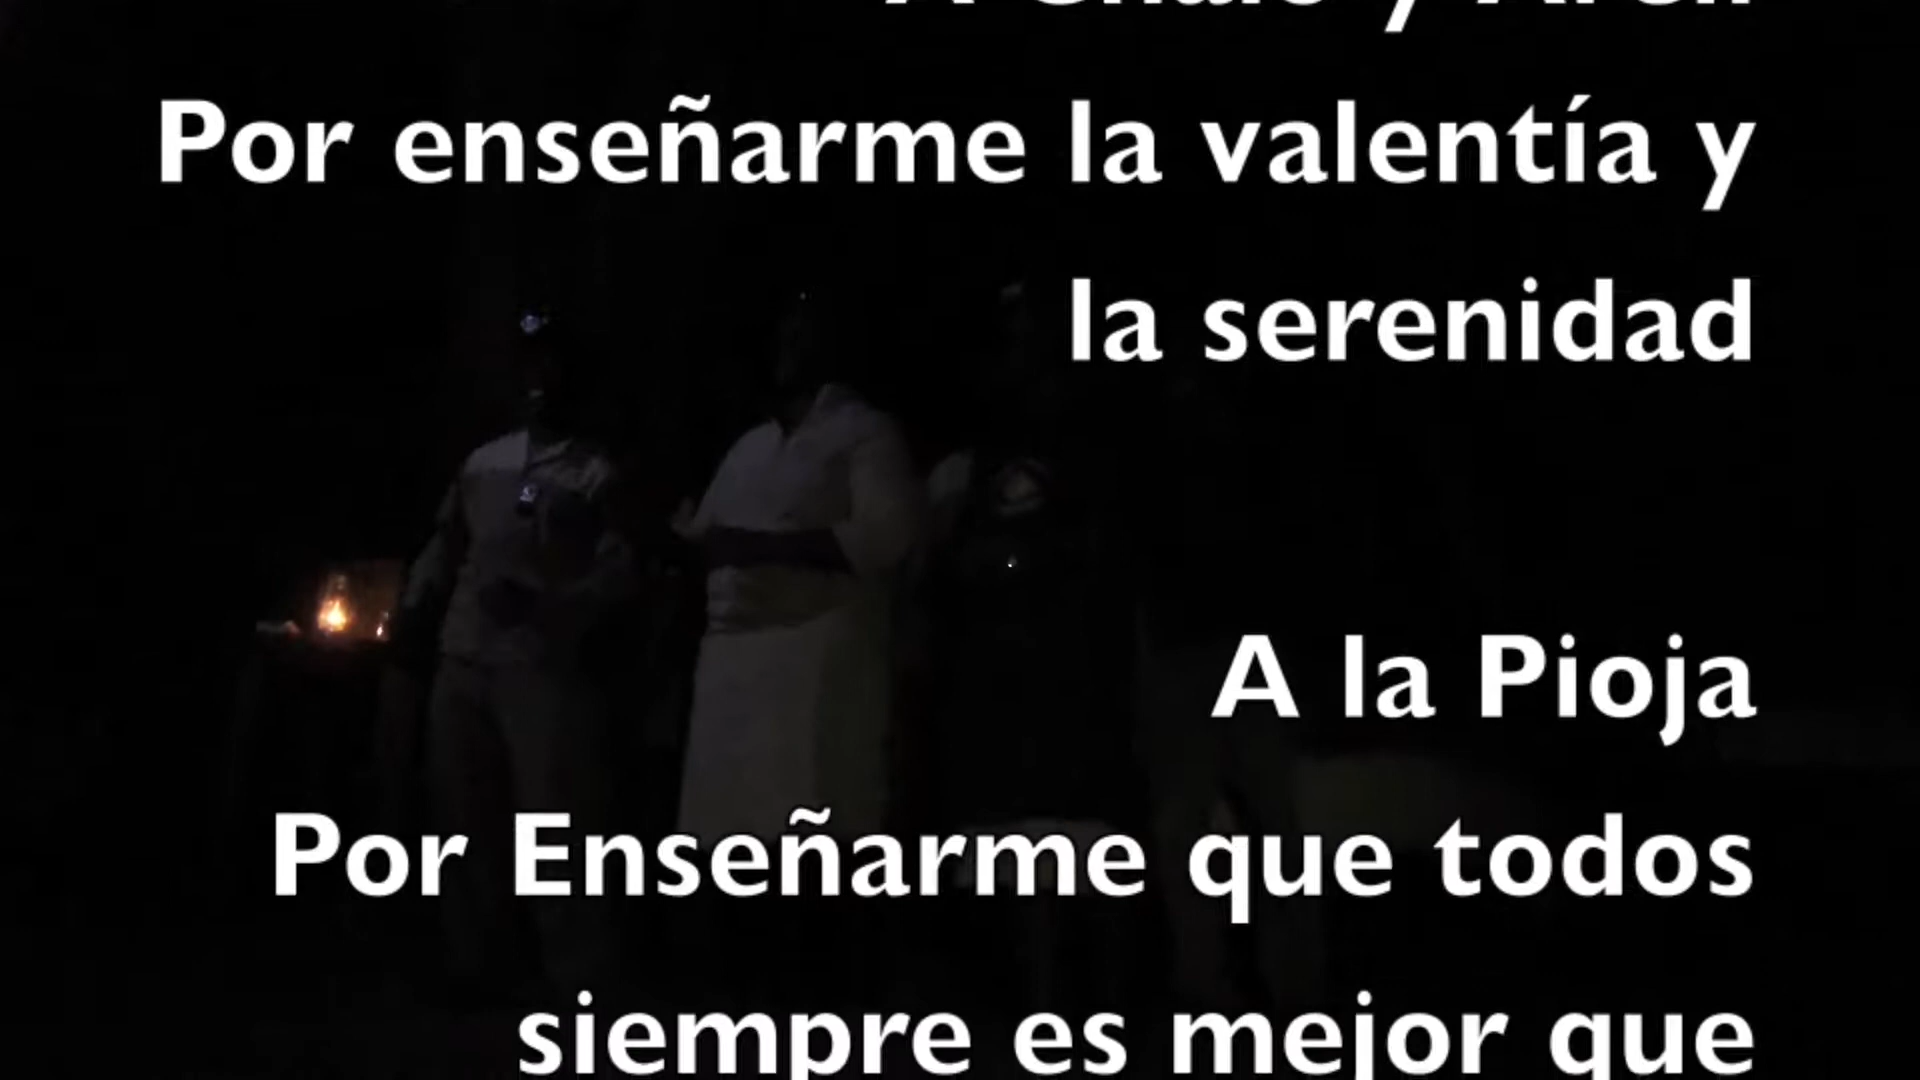 Por enseñarme la valentía y
la serenidad
A la Pioja
Por Enseñarme que todos
siempre es mejor que